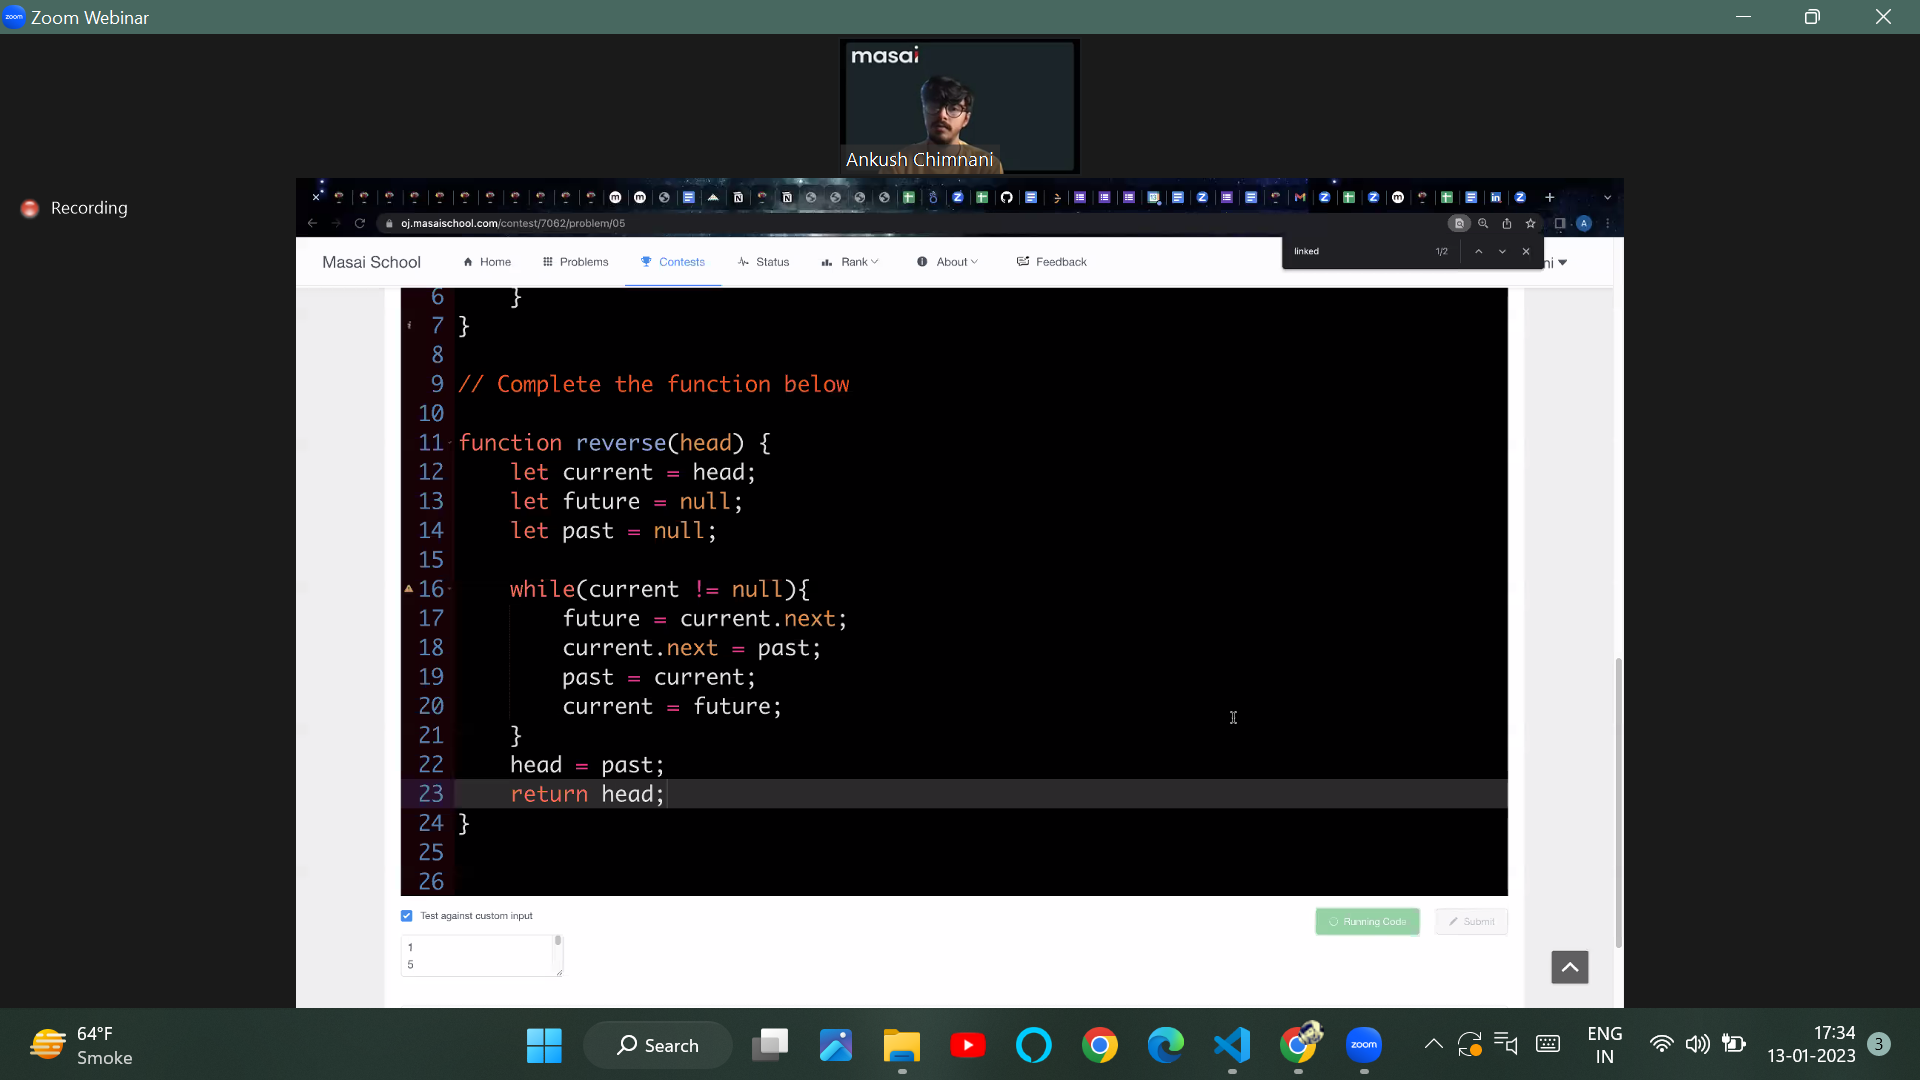 zoom Zoom Webinar
masai
Ankush Chimnani
Recording
oj.masaischool.com/contest/7062/problem/05
linked 1/2
Masai School Home Problems Contests Status Rank About Feedback ni
6 }
7 }
8
9 // Complete the function below
10
11 function reverse(head) {
12 let current = head;
13 let future = null;
14 let past = null;
15
16 while(current != null){
17 future = current.next;
18 current.next = past;
19 past = current;
20 current = future;
21 }
22 head = past;
23 return head;
24 }
25
26
Test against custom input
Running Code Submit
1
5
64°F
Smoke
Search
zoom
ENG
IN
17:34
13-01-2023
3